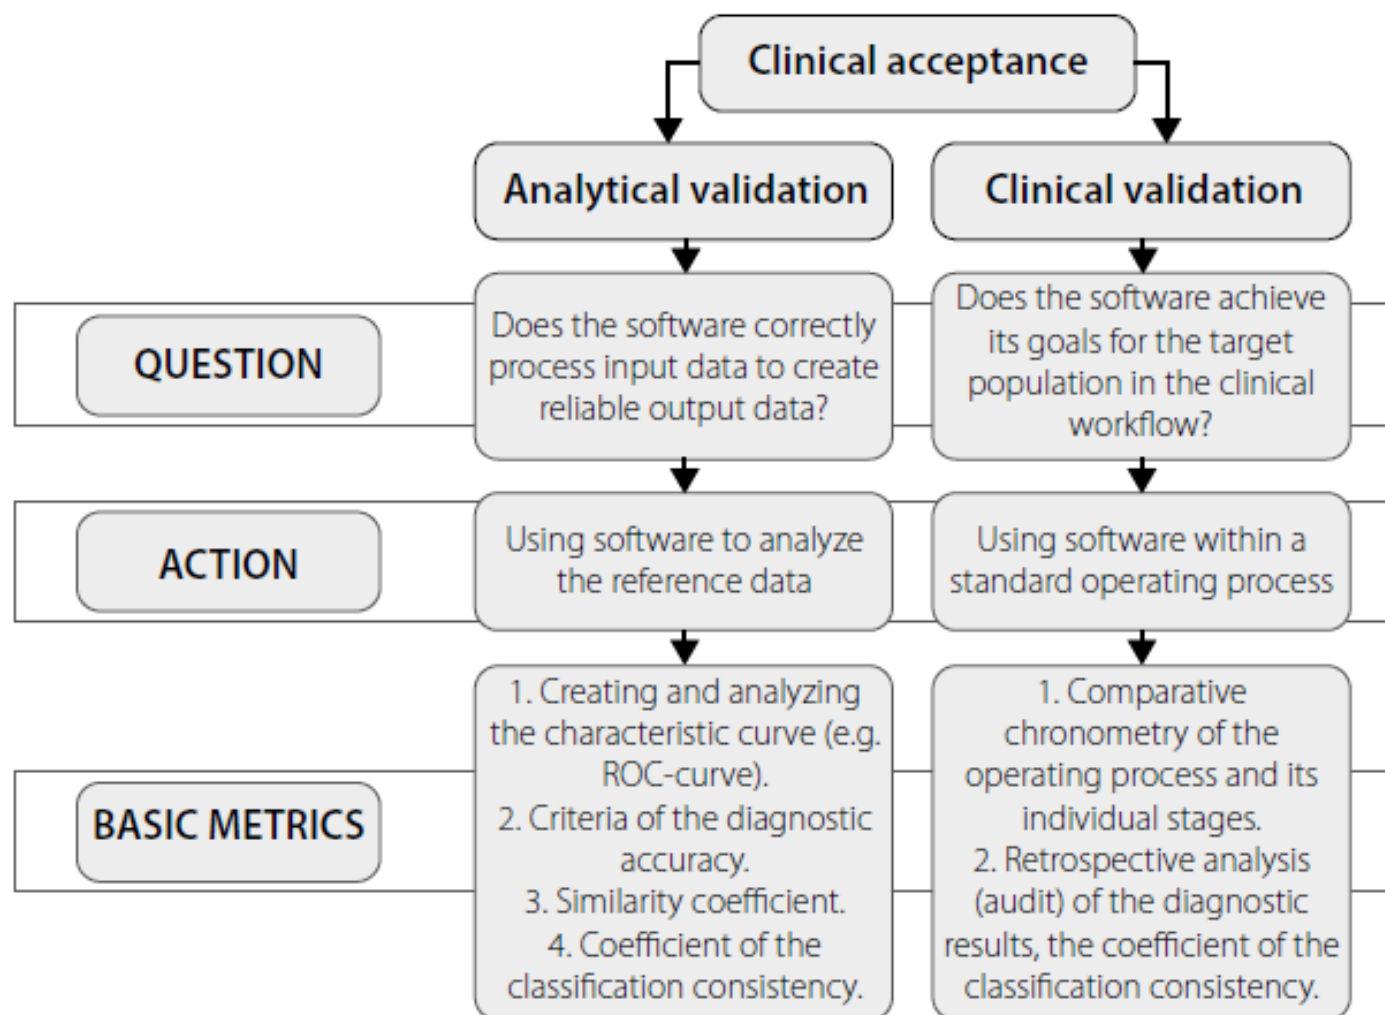 Clinical acceptance
Analytical validation
Clinical validation
QUESTION
Does the software correctly
process input data to create
reliable output data?
Does the software achieve
its goals for the target
population in the clinical
workflow?
ACTION
Using software to analyze
the reference data
Using software within a
standard operating process
BASIC METRICS
1. Creating and analyzing
the characteristic curve (e.g.
ROC-curve).
2. Criteria of the diagnostic
accuracy.
3. Similarity coefficient.
4. Coefficient of the
classification consistency.
1. Comparative
chronometry of the
operating process and its
individual stages.
2. Retrospective analysis
(audit) of the diagnostic
results, the coefficient of the
classification consistency.